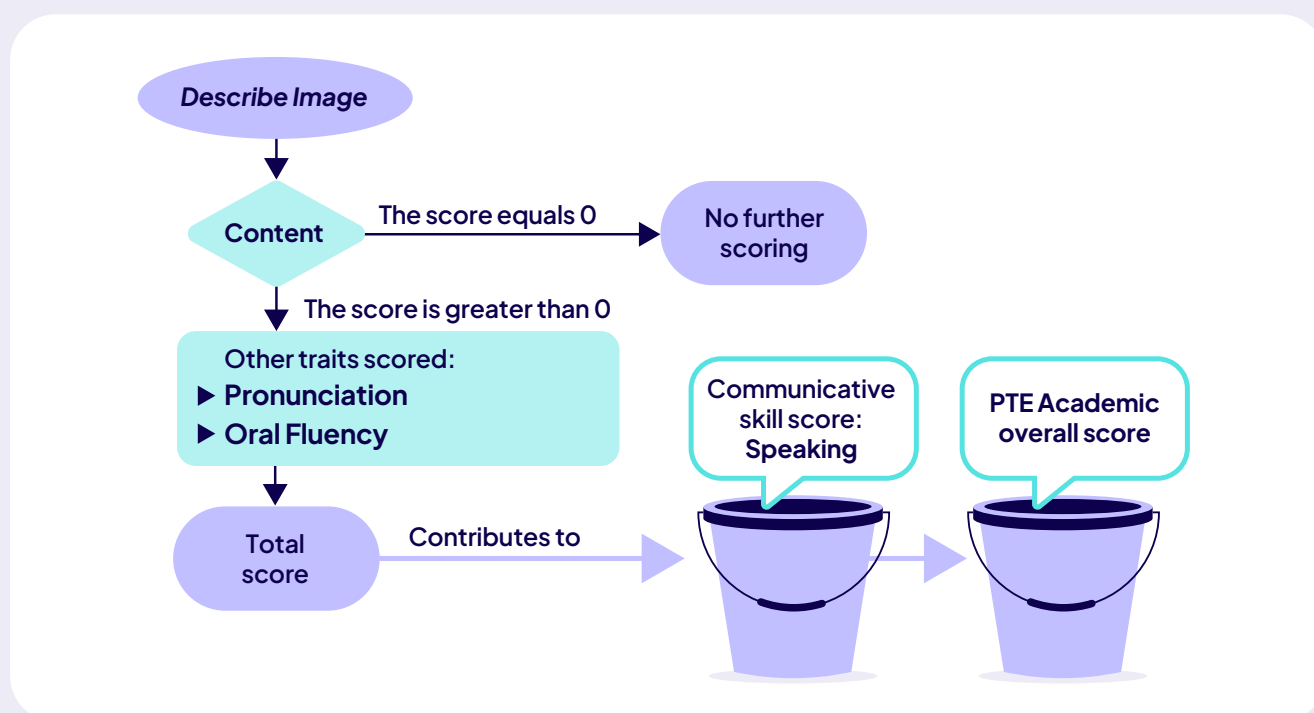 Describe Image
Content
The score equals 0
No further
scoring
The score is greater than 0
Other traits scored:
Pronunciation
Oral Fluency
Total
score
Contributes to
Communicative
skill score:
Speaking
PTE Academic
overall score